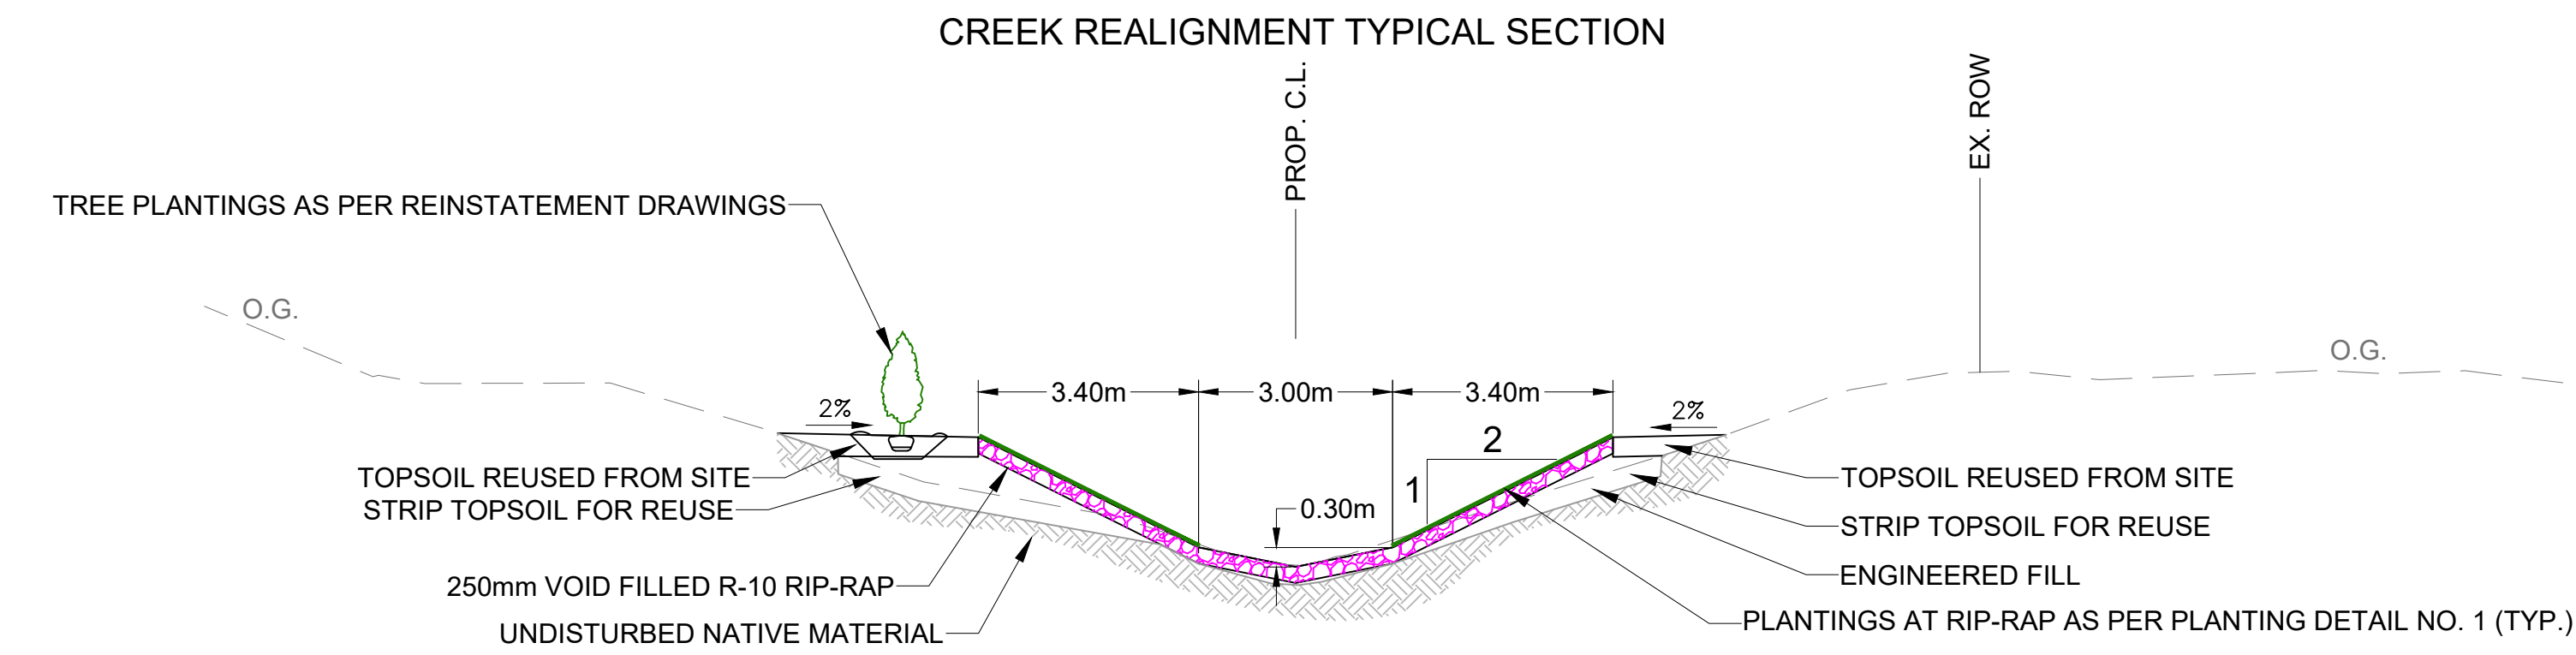 CREEK REALIGNMENT TYPICAL SECTION
PROP. C.L.
EX. ROW
TREE PLANTINGS AS PER REINSTATEMENT DRAWINGS
O.G.
O.G.
3.40m
3.00m
3.40m
2%
2%
2
1
0.30m
TOPSOIL REUSED FROM SITE
STRIP TOPSOIL FOR REUSE
250mm VOID FILLED R-10 RIP-RAP
UNDISTURBED NATIVE MATERIAL
TOPSOIL REUSED FROM SITE
STRIP TOPSOIL FOR REUSE
ENGINEERED FILL
PLANTINGS AT RIP-RAP AS PER PLANTING DETAIL NO. 1 (TYP.)